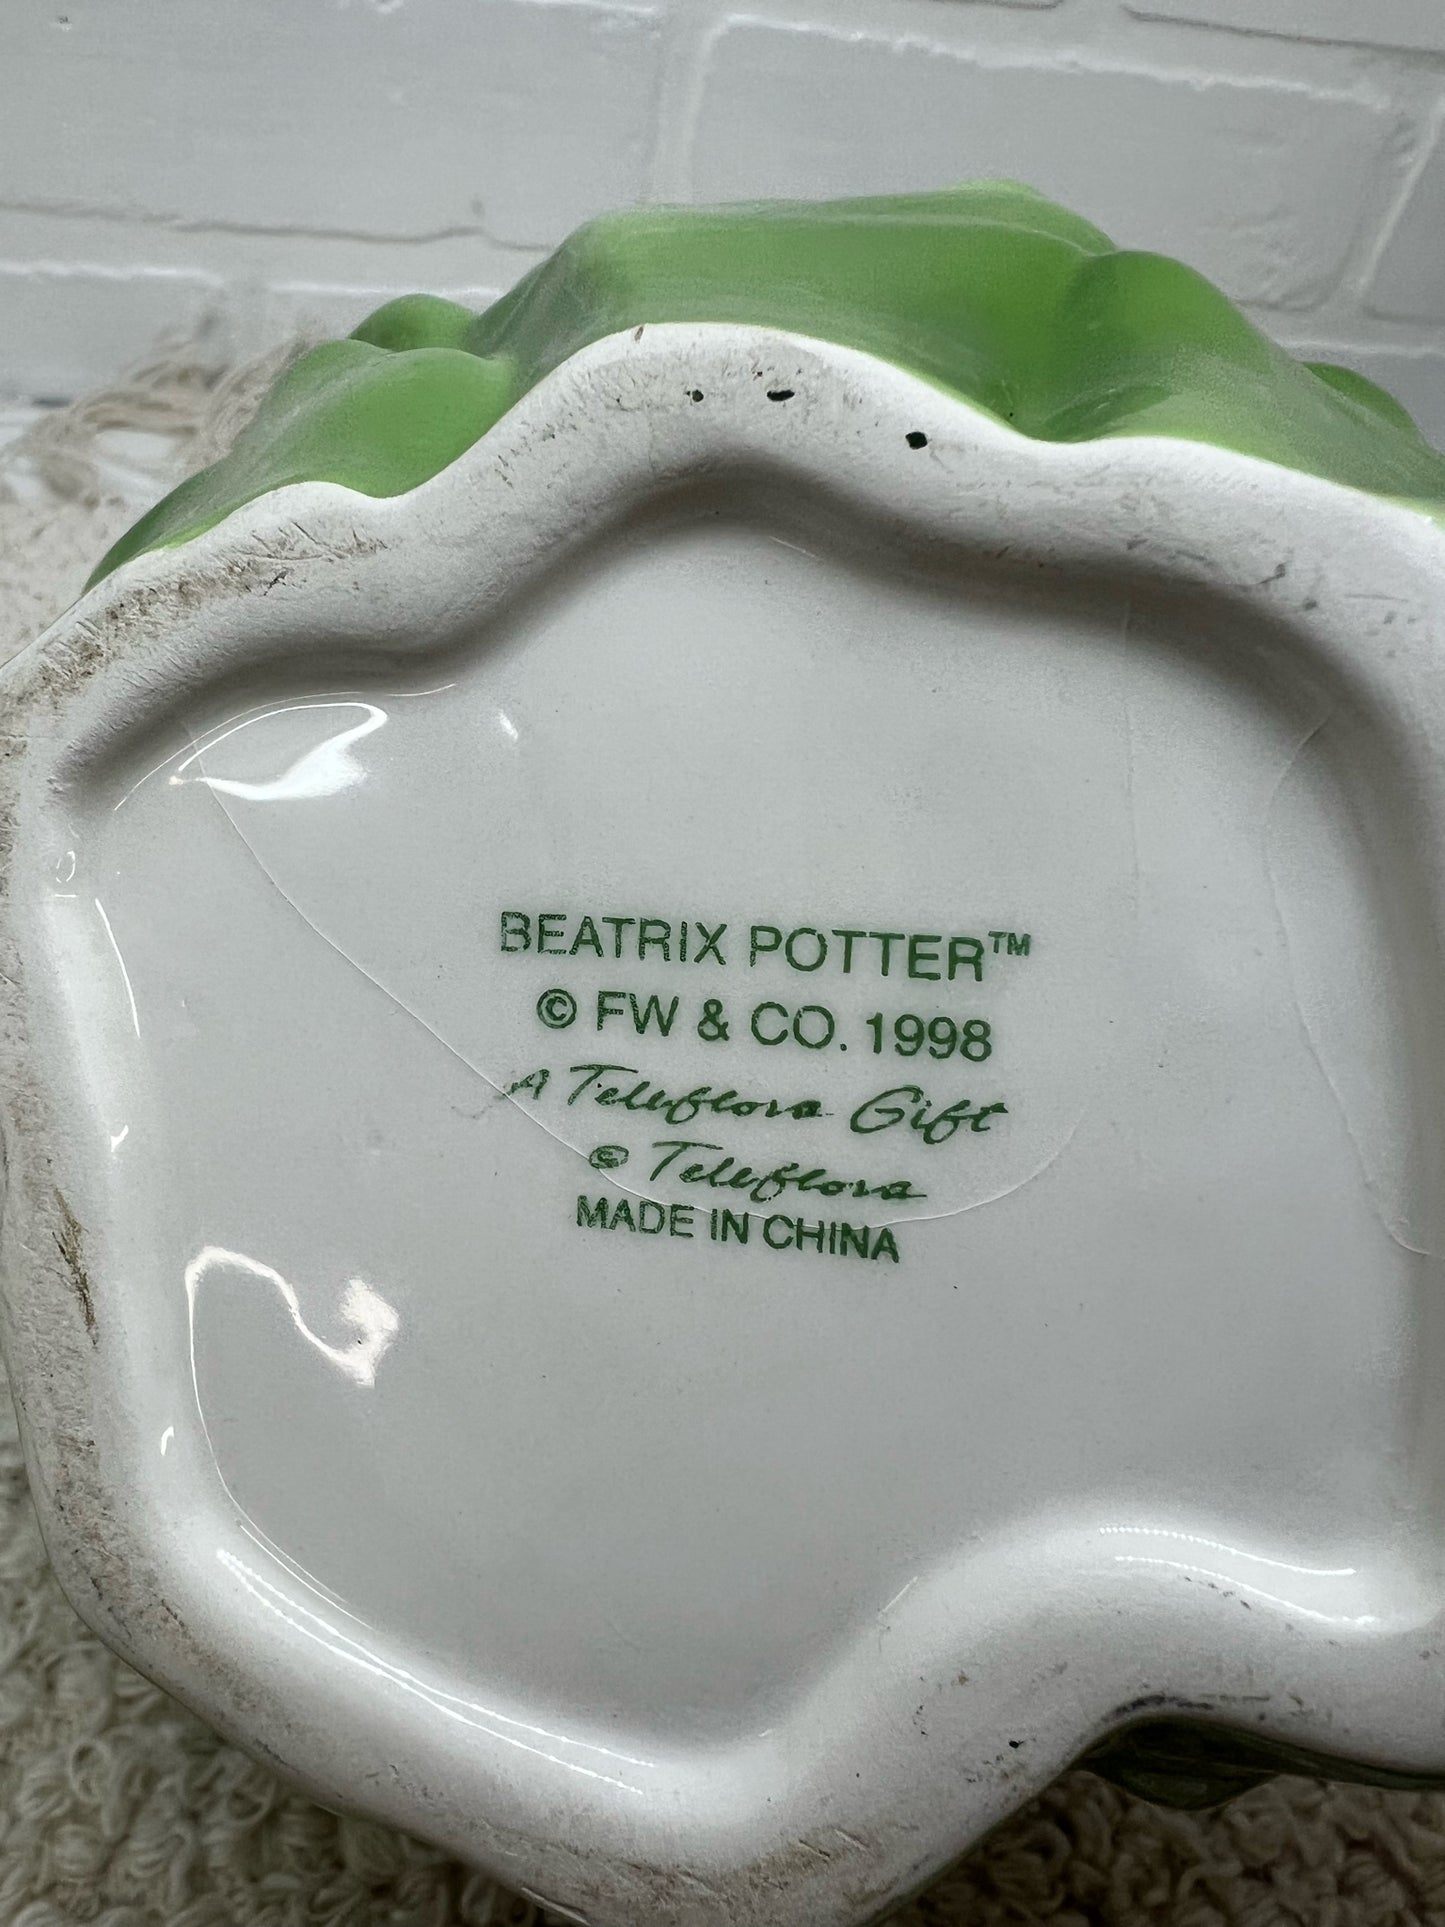 BEATRIX POTTER™
© FW & CO. 1998
A Teleflora Gift
© Teleflora
MADE IN CHINA